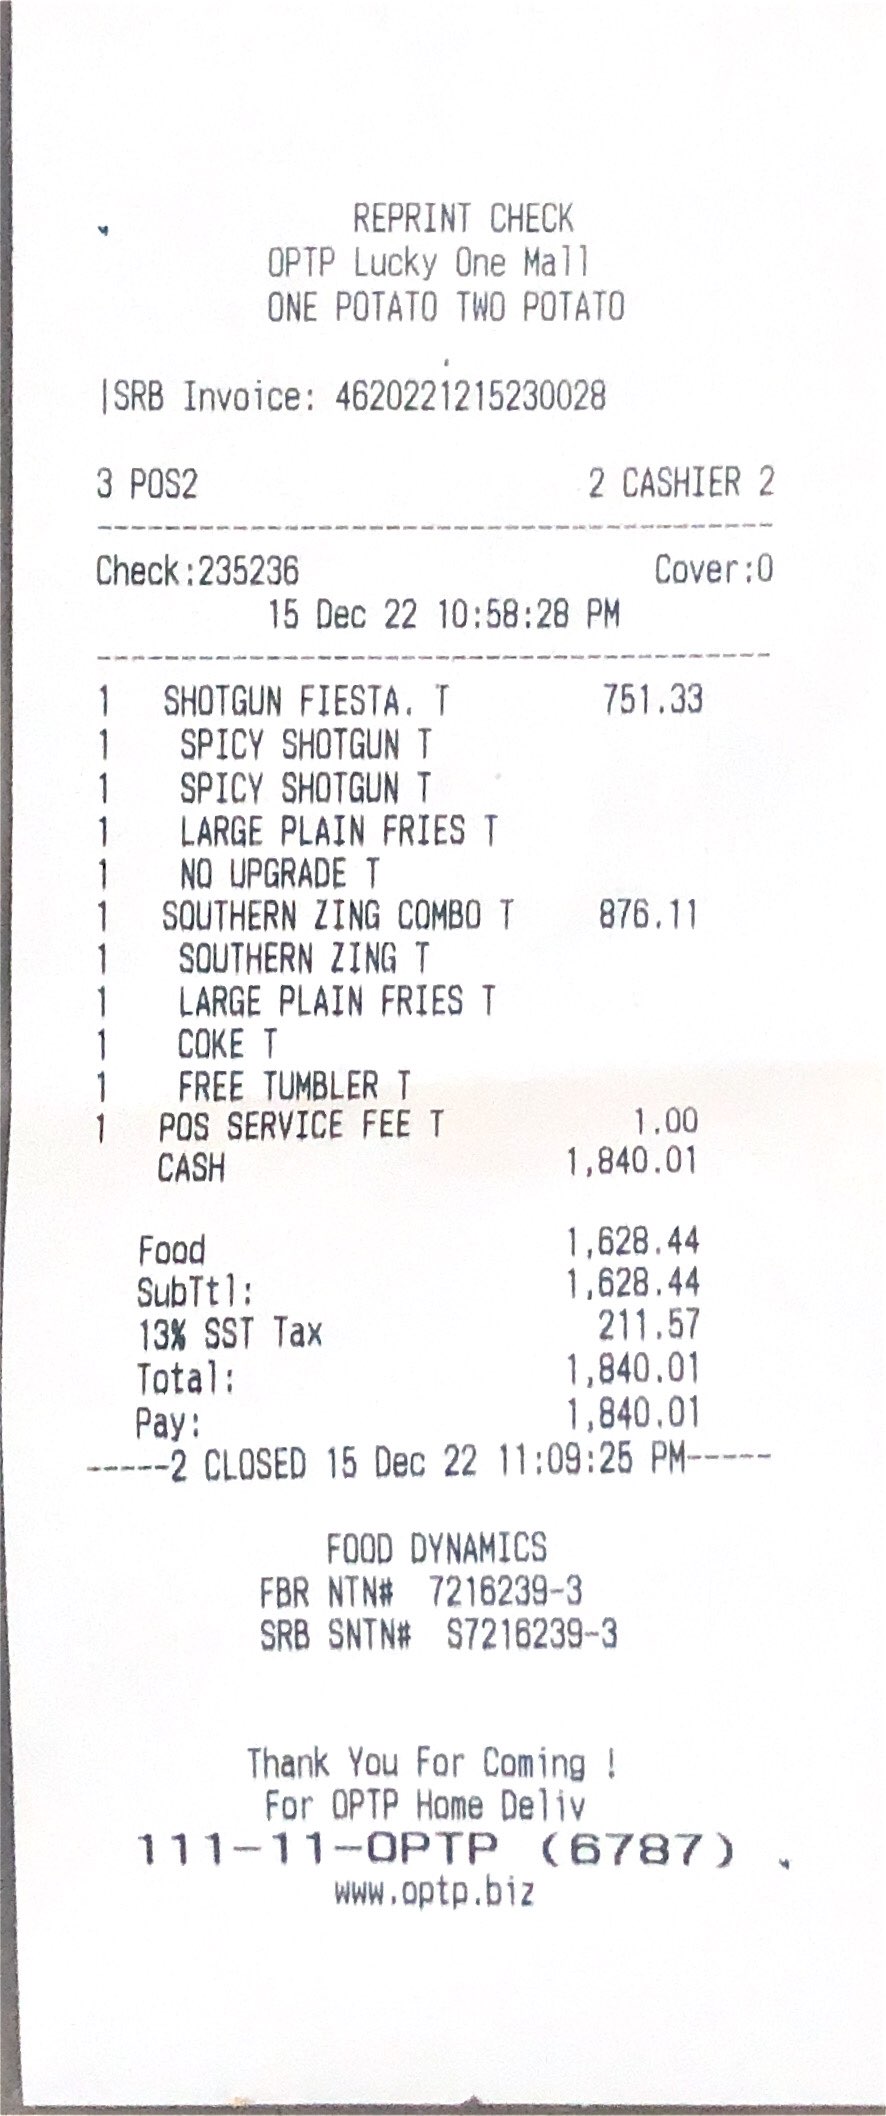 REPRINT CHECK
OPTP Lucky One Mall
ONE POTATO TWO POTATO
|SRB Invoice: 4620221215230028
3 POS2 2 CASHIER 2
----------------------------------------
Check:235236 Cover:0
15 Dec 22 10:58:28 PM
----------------------------------------
1 SHOTGUN FIESTA. T 751.33
1 SPICY SHOTGUN T
1 SPICY SHOTGUN T
1 LARGE PLAIN FRIES T
1 NO UPGRADE T
1 SOUTHERN ZING COMBO T 876.11
1 SOUTHERN ZING T
1 LARGE PLAIN FRIES T
1 COKE T
1 FREE TUMBLER T
1 POS SERVICE FEE T 1.00
CASH 1,840.01
Food 1,628.44
SubTtl: 1,628.44
13% SST Tax 211.57
Total: 1,840.01
Pay: 1,840.01
-----2 CLOSED 15 Dec 22 11:09:25 PM-----
FOOD DYNAMICS
FBR NTN# 7216239-3
SRB SNTN# S7216239-3
Thank You For Coming !
For OPTP Home Deliv
111-11-OPTP (6787)
www.optp.biz